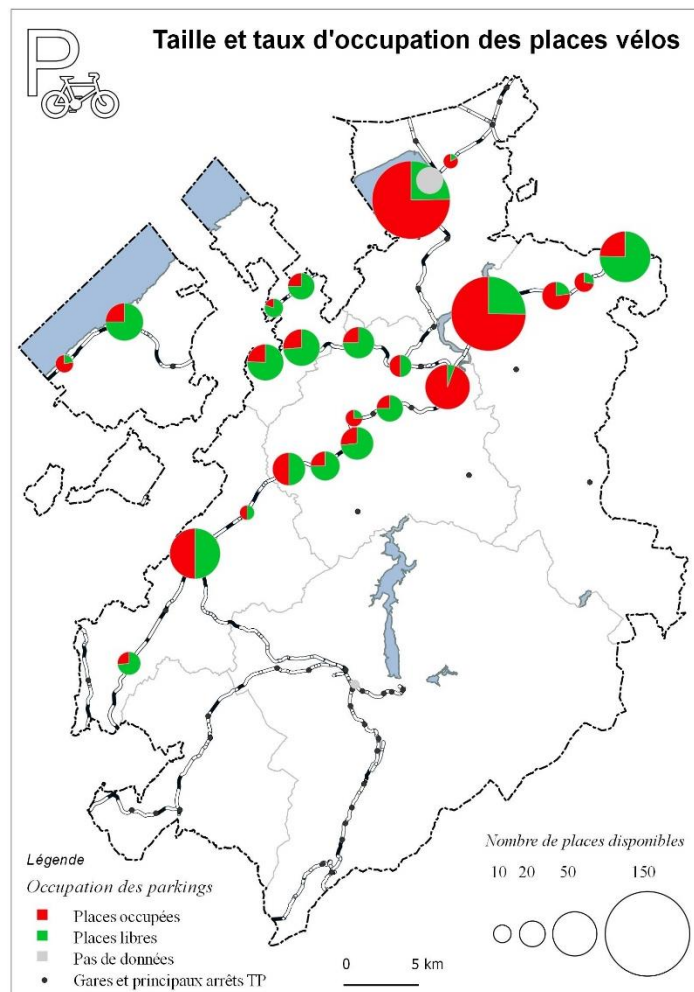 P
Taille et taux d'occupation des places vélos
Légende
Occupation des parkings
Places occupées
Places libres
Pas de données
Gares et principaux arrêts TP
0 5 km
Nombre de places disponibles
10 20 50 150